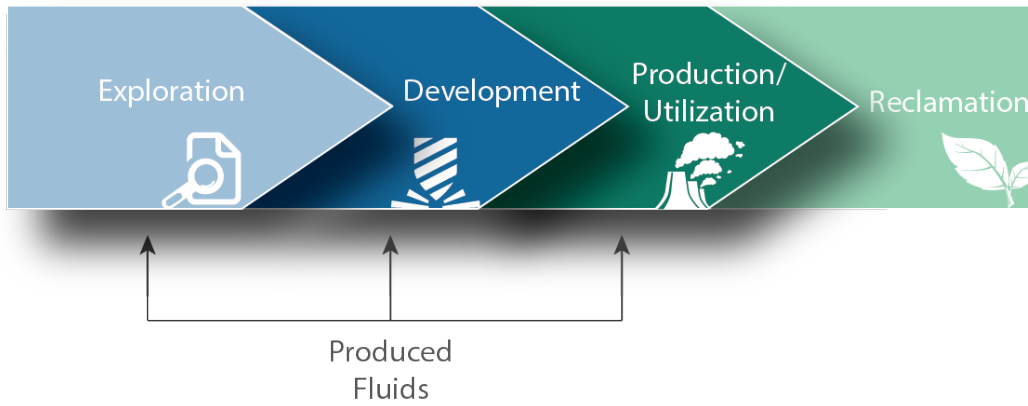 Exploration
Development
Production/
Utilization
Reclamation
Produced
Fluids